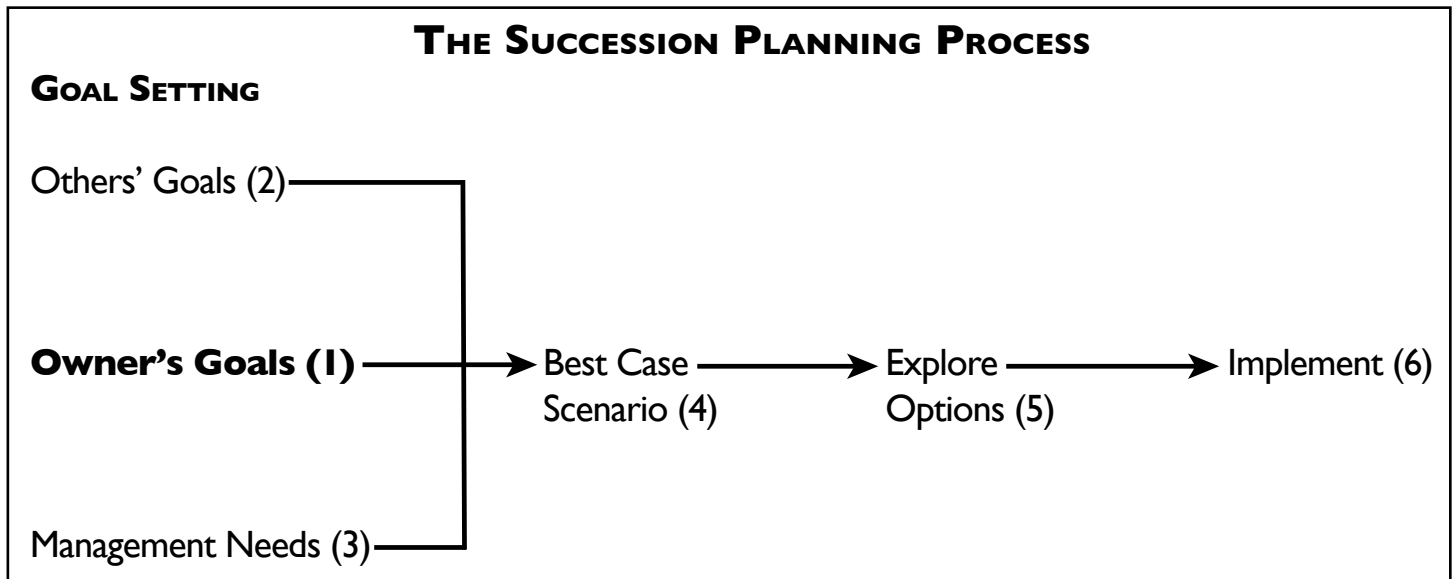 The Succession Planning Process
Goal Setting
Others’ Goals (2)
Owner’s Goals (1)
Best Case
Scenario (4)
Explore
Options (5)
Implement (6)
Management Needs (3)